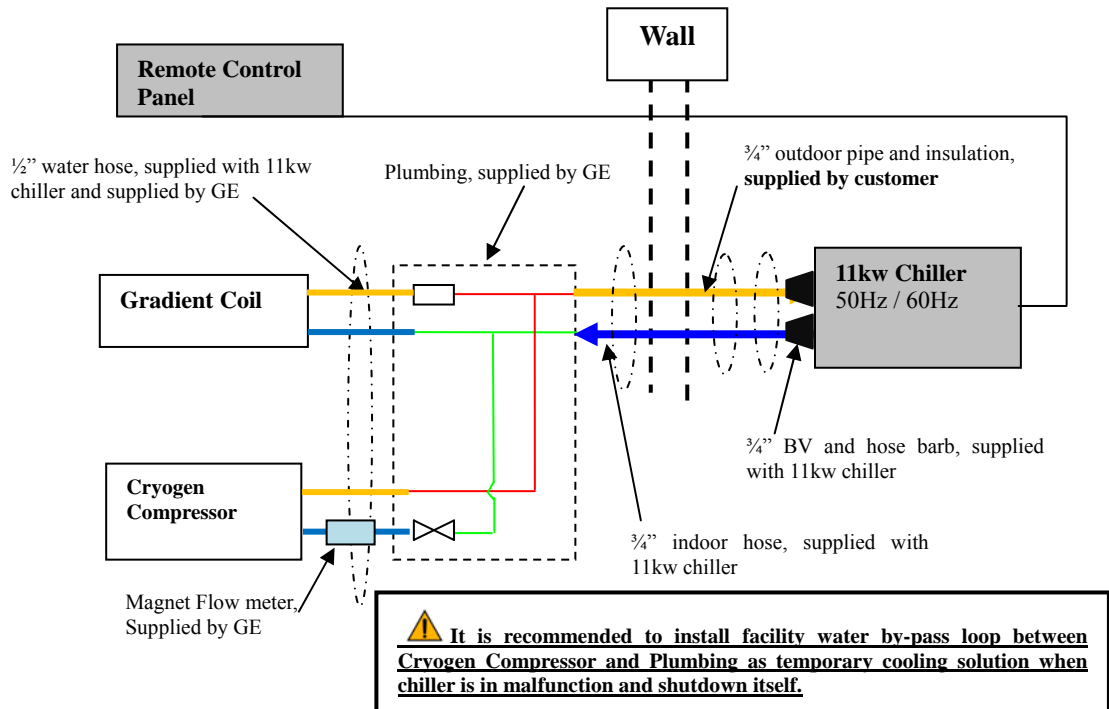 Wall
Remote Control
Panel
½” water hose, supplied with 11kw
chiller and supplied by GE
Plumbing, supplied by GE
¾” outdoor pipe and insulation,
supplied by customer
Gradient Coil
11kw Chiller
50Hz / 60Hz
¾” BV and hose barb, supplied
with 11kw chiller
Cryogen
Compressor
¾” indoor hose, supplied with
11kw chiller
Magnet Flow meter,
Supplied by GE
It is recommended to install facility water by-pass loop between
Cryogen Compressor and Plumbing as temporary cooling solution when
chiller is in malfunction and shutdown itself.